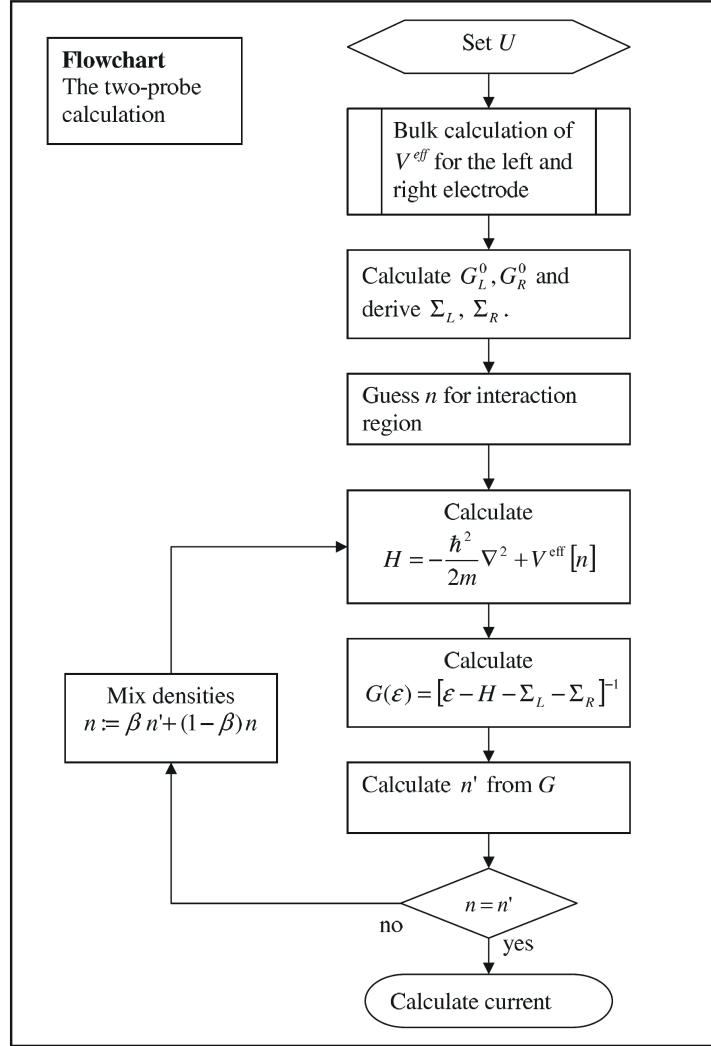 Flowchart
The two-probe
calculation
Set U
Bulk calculation of
V^eff for the left and
right electrode
Calculate G_L^0, G_R^0 and
derive Σ_L, Σ_R.
Guess n for interaction
region
Calculate
H = −ħ²/2m ∇² + V^eff [n]
Calculate
G(ε) = [ε − H − Σ_L − Σ_R]^−1
Mix densities
n := β n' + (1 − β) n
Calculate n' from G
n = n'
no
yes
Calculate current